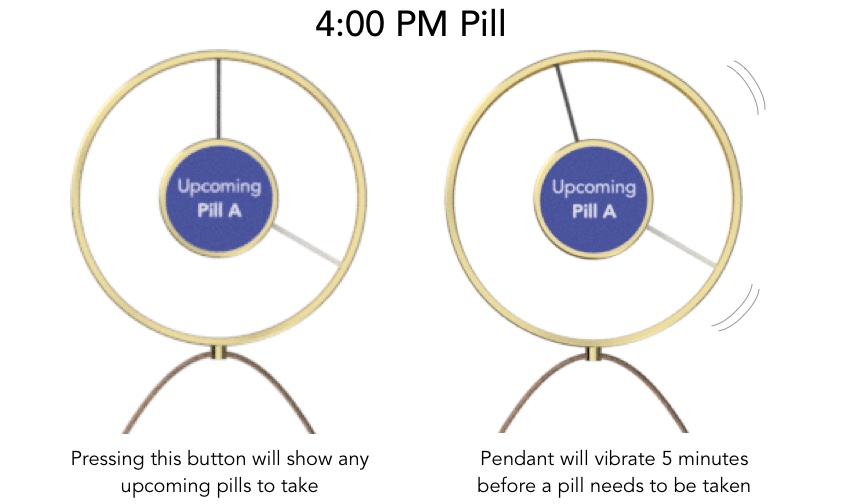 4:00 PM Pill
Upcoming
Pill A
Upcoming
Pill A
Pressing this button will show any
upcoming pills to take
Pendant will vibrate 5 minutes
before a pill needs to be taken